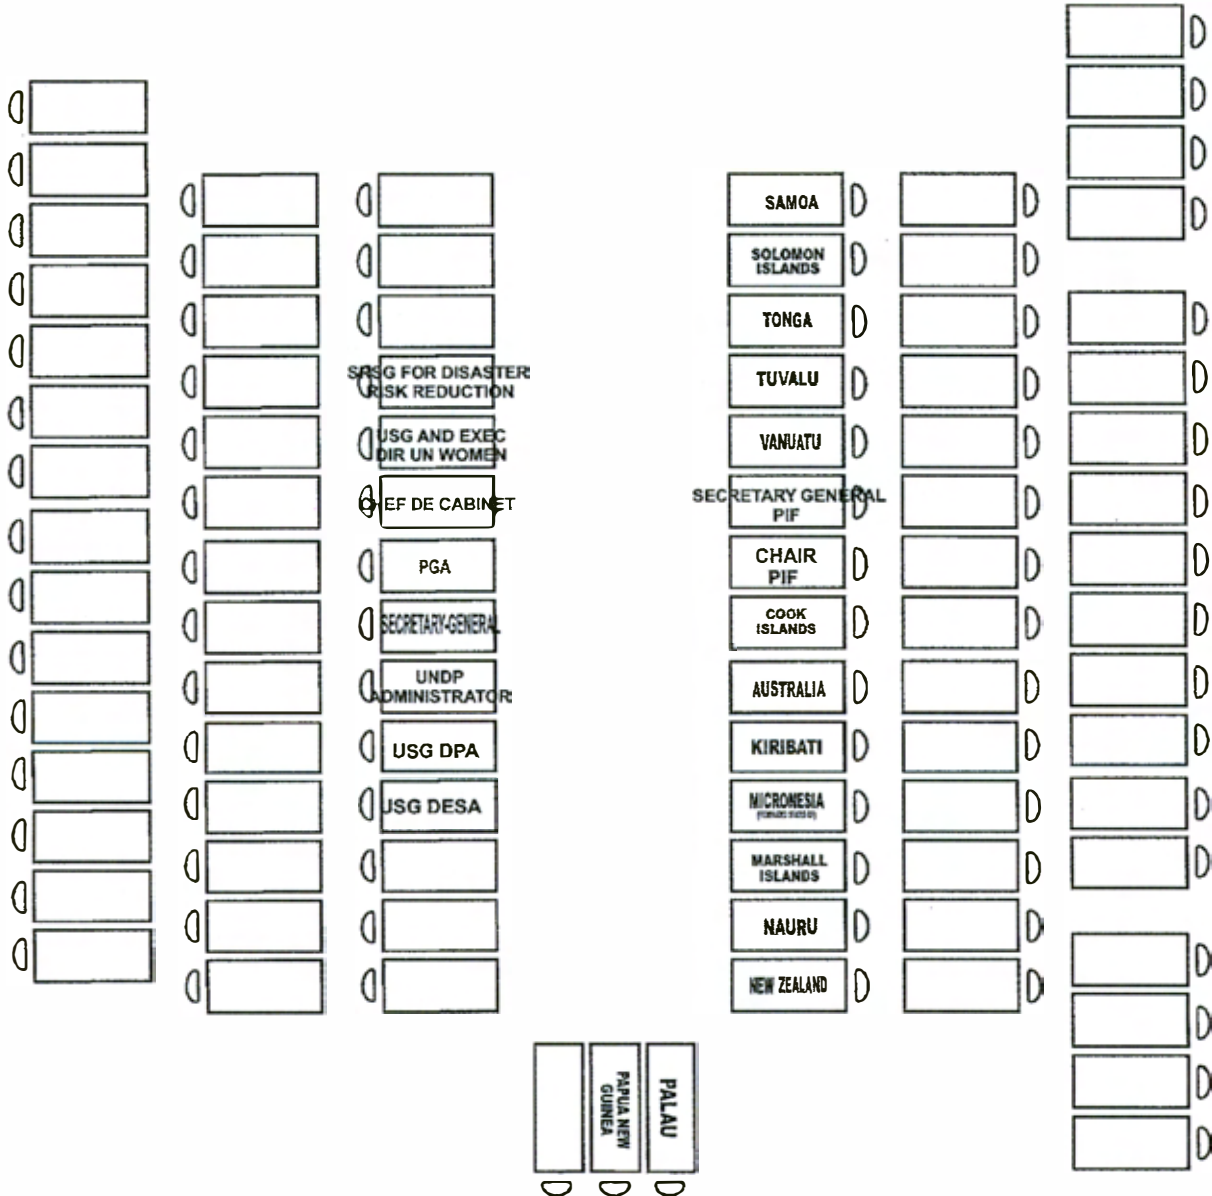 SRSG FOR DISASTER
RISK REDUCTION
USG AND EXEC
DIR UN WOMEN
CHEF DE CABINET
PGA
SECRETARY-GENERAL
UNDP
ADMINISTRATOR
USG DPA
USG DESA
SAMOA
SOLOMON
ISLANDS
TONGA
TUVALU
VANUATU
SECRETARY GENERAL
PIF
CHAIR
PIF
COOK
ISLANDS
AUSTRALIA
KIRIBATI
MICRONESIA
MARSHALL
ISLANDS
NAURU
NEW ZEALAND
PAPUA NEW
GUINEA
PALAU